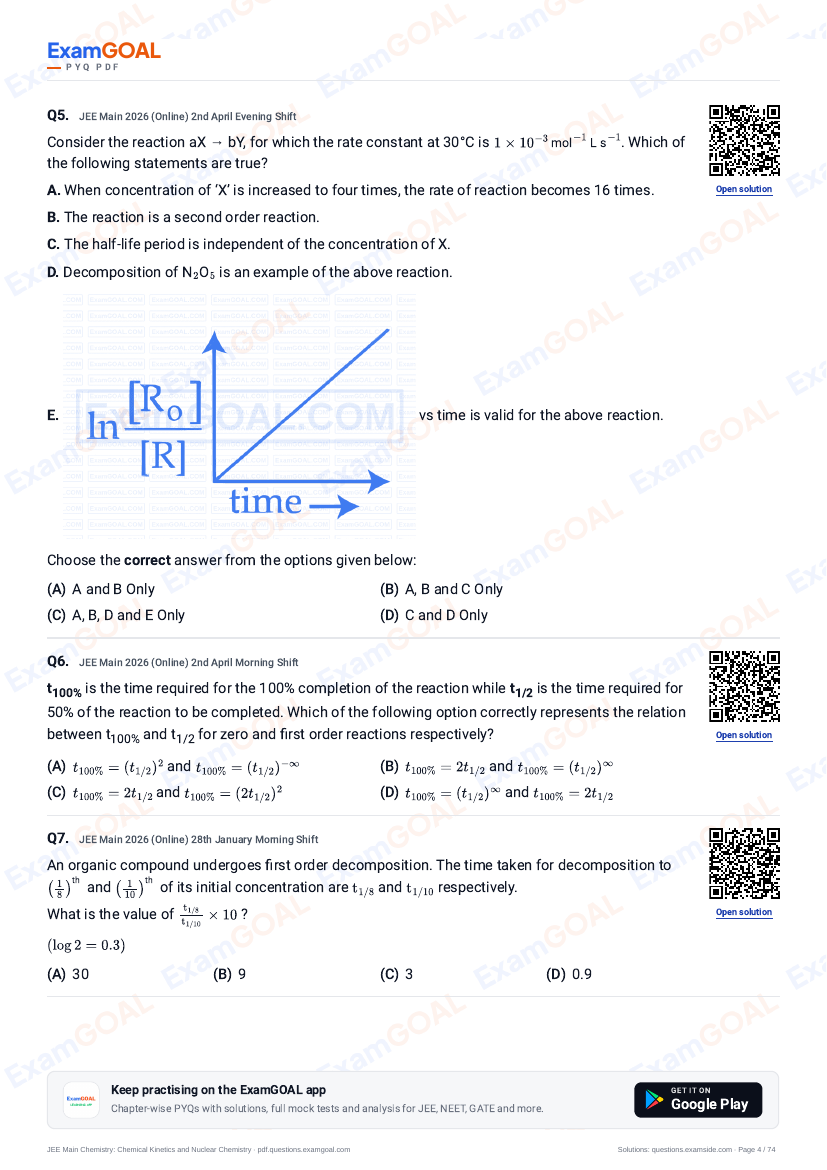 ExamGOAL
PYQ PDF
Q5. JEE Main 2026 (Online) 2nd April Evening Shift
Consider the reaction aX → bY, for which the rate constant at 30°C is 1 × 10⁻³ mol⁻¹ L s⁻¹. Which of
the following statements are true?
Open solution
A. When concentration of ‘X’ is increased to four times, the rate of reaction becomes 16 times.
B. The reaction is a second order reaction.
C. The half-life period is independent of the concentration of X.
D. Decomposition of N₂O₅ is an example of the above reaction.
E. ln [R₀]/[R] time → vs time is valid for the above reaction.
ExamGOAL.COM
Choose the correct answer from the options given below:
(A) A and B Only (B) A, B and C Only
(C) A, B, D and E Only (D) C and D Only
Q6. JEE Main 2026 (Online) 2nd April Morning Shift
t₁₀₀% is the time required for the 100% completion of the reaction while t₁/₂ is the time required for
50% of the reaction to be completed. Which of the following option correctly represents the relation
between t₁₀₀% and t₁/₂ for zero and first order reactions respectively?
Open solution
(A) t₁₀₀% = (t₁/₂)² and t₁₀₀% = (t₁/₂)^−∞ (B) t₁₀₀% = 2t₁/₂ and t₁₀₀% = (t₁/₂)^∞
(C) t₁₀₀% = 2t₁/₂ and t₁₀₀% = (2t₁/₂)² (D) t₁₀₀% = (t₁/₂)^∞ and t₁₀₀% = 2t₁/₂
Q7. JEE Main 2026 (Online) 28th January Morning Shift
An organic compound undergoes first order decomposition. The time taken for decomposition to
(1/8)^th and (1/10)^th of its initial concentration are t₁/₈ and t₁/₁₀ respectively.
What is the value of t₁/₈/t₁/₁₀ × 10 ?
Open solution
(log 2 = 0.3)
(A) 30 (B) 9 (C) 3 (D) 0.9
ExamGOAL
Keep practising on the ExamGOAL app
Chapter-wise PYQs with solutions, full mock tests and analysis for JEE, NEET, GATE and more.
GET IT ON
Google Play
JEE Main Chemistry: Chemical Kinetics and Nuclear Chemistry · pdf.questions.examgoal.com
Solutions: questions.examside.com · Page 4 / 74